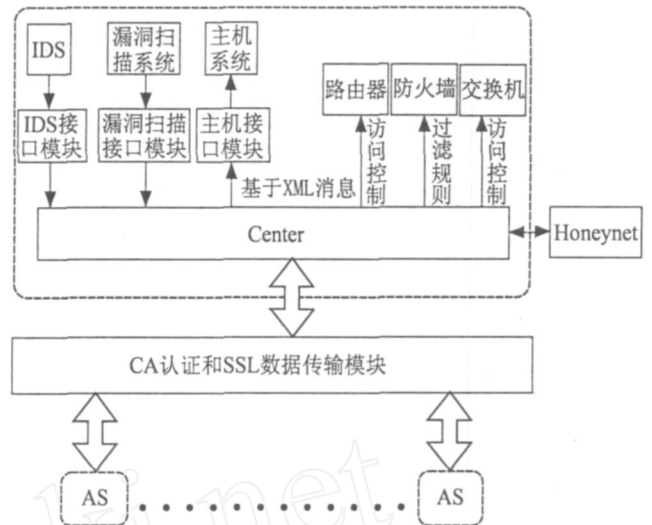 IDS
漏洞扫
描系统
主机
系统
路由器
防火墙
交换机
IDS接
口模块
漏洞扫描
接口模块
主机接
口模块
基于XML消息
访问控制
过滤规则
访问控制
Center
Honeynet
CA认证和SSL数据传输模块
AS
AS